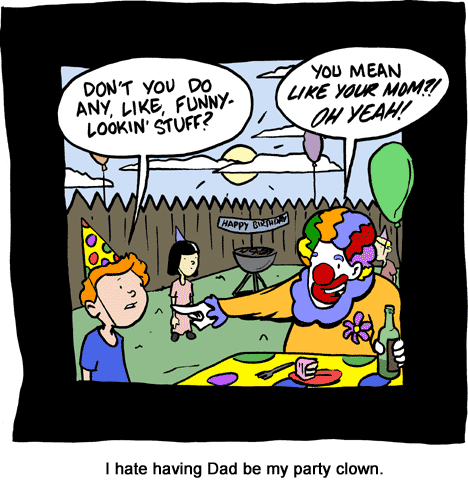 DON'T YOU DO
ANY, LIKE, FUNNY-
LOOKIN' STUFF?
YOU MEAN
LIKE YOUR MOM?!
OH YEAH!
HAPPY BIRTHDAY
I hate having Dad be my party clown.